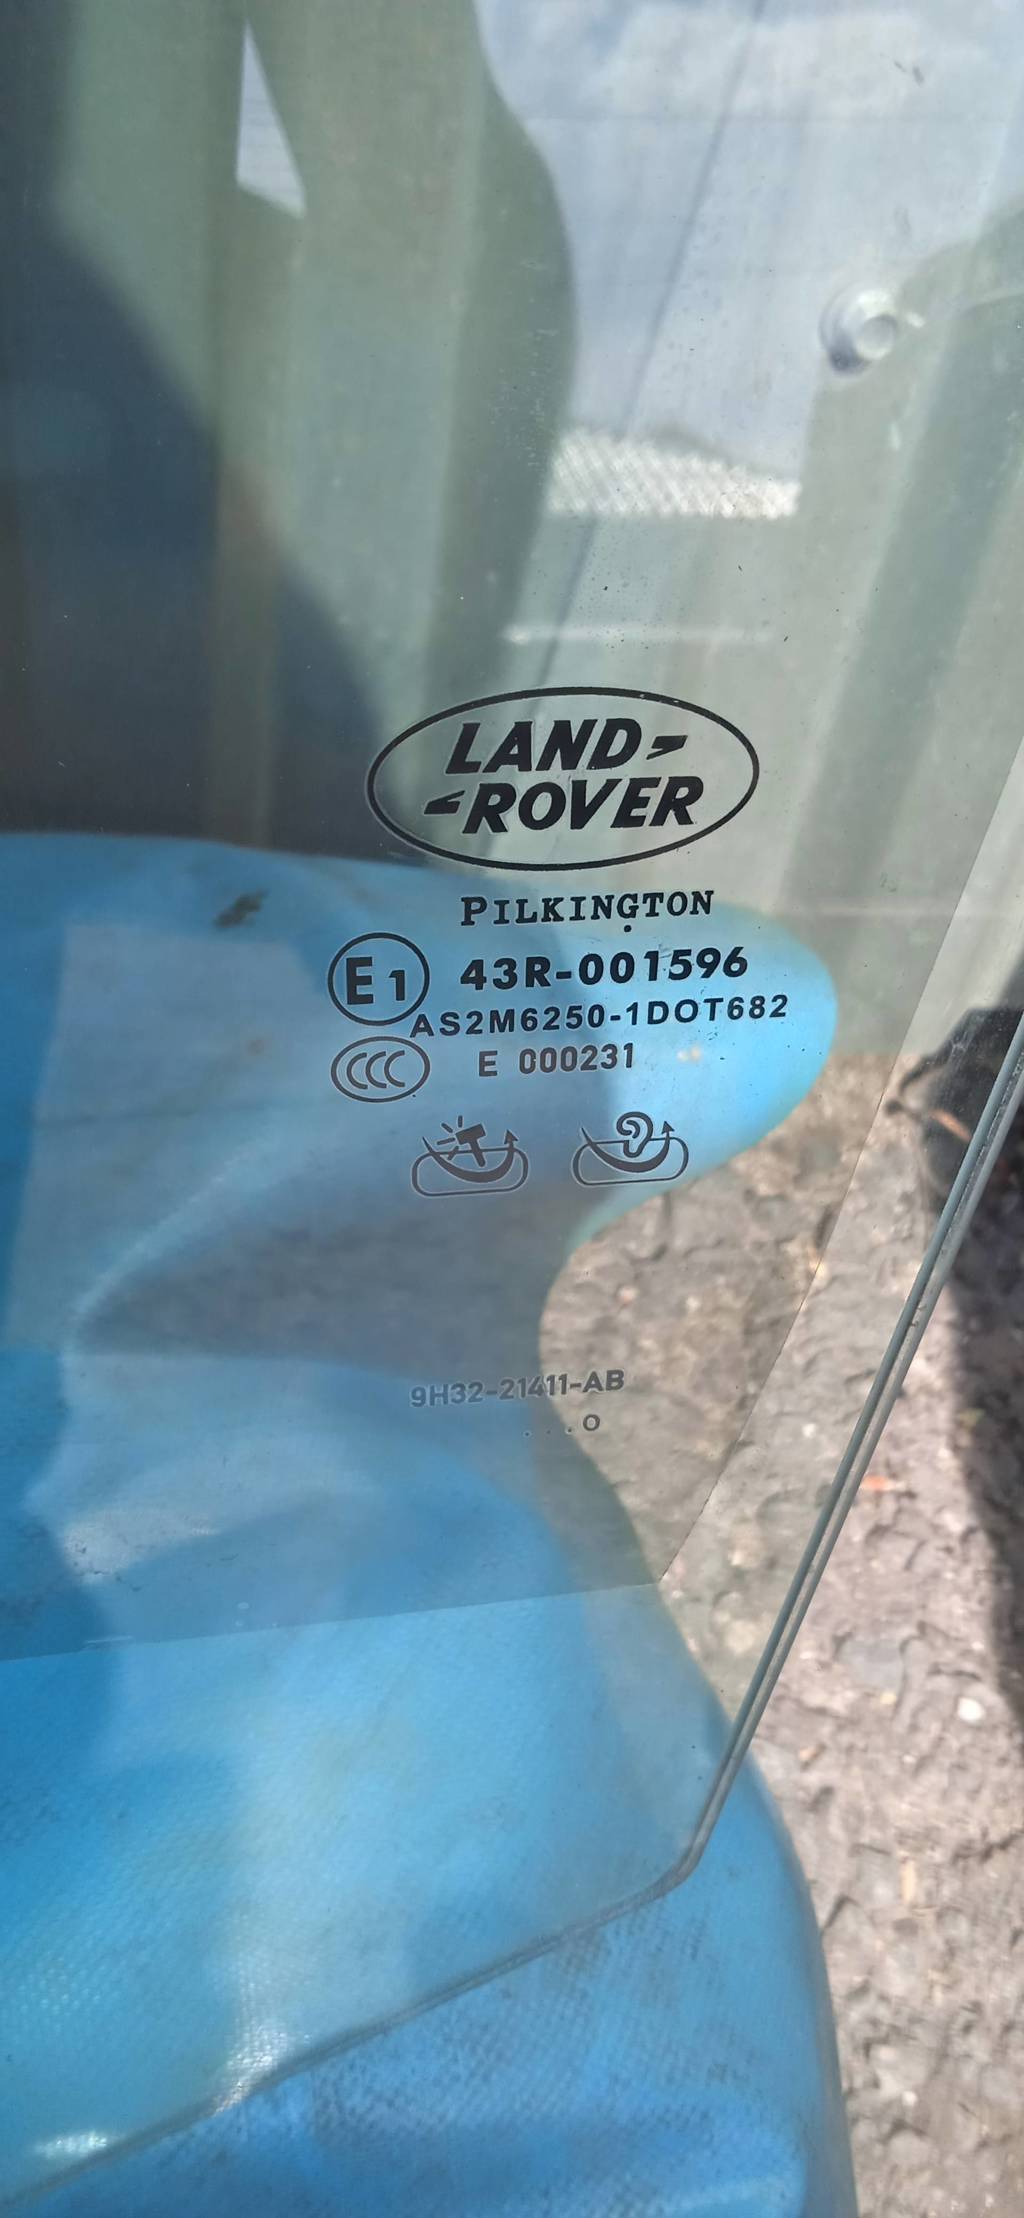 LAND
ROVER
PILKINGTON
E1 43R-001596
AS2M6250-1DOT682
CCC E 000231
9H32-21411-AB
. . . O